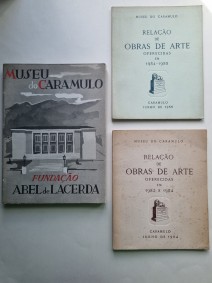 MUSEU
do CARAMULO
FUNDAÇÃO
ABEL de LACERDA
MUSEU DO CARAMULO
RELAÇÃO
DE
OBRAS DE ARTE
OFERECIDAS
EM
CARAMULO
MUSEU DO CARAMULO
RELAÇÃO
DE
OBRAS DE ARTE
OFERECIDAS
EM
CARAMULO